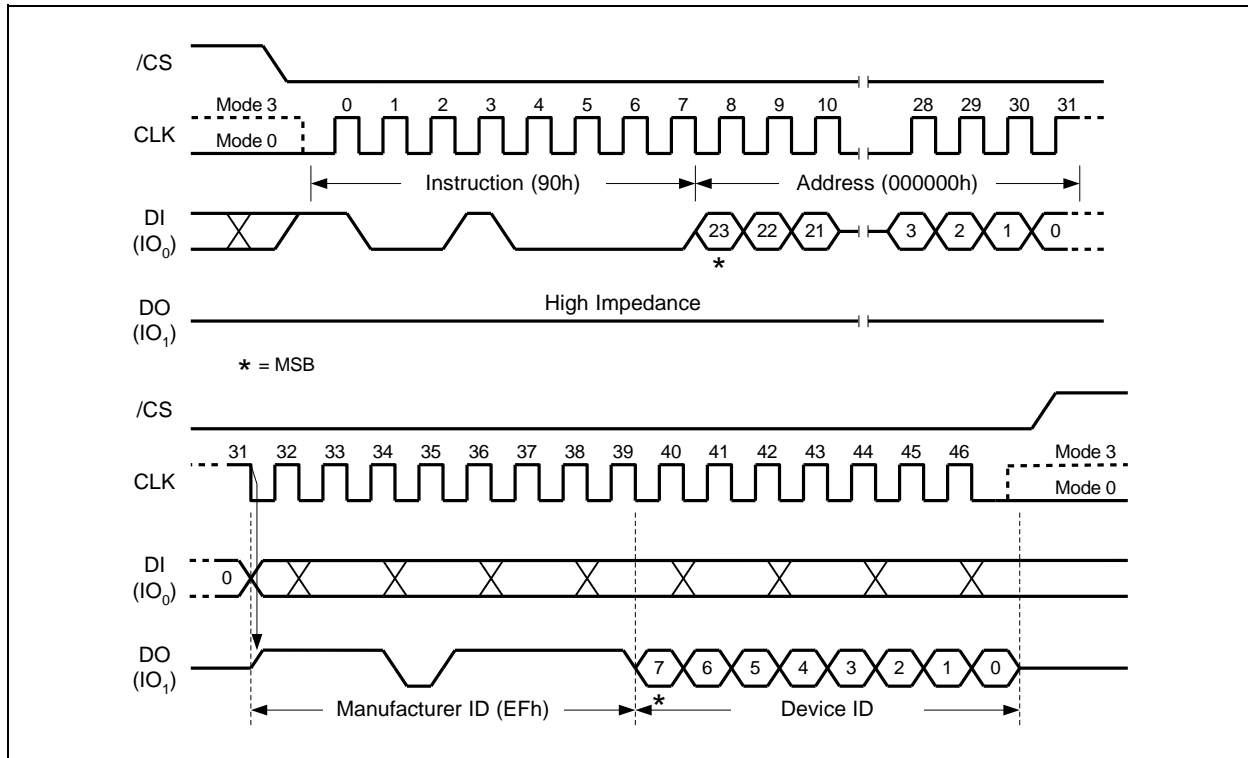 /CS
Mode 3 0 1 2 3 4 5 6 7 8 9 10 28 29 30 31
CLK
Mode 0
Instruction (90h) Address (000000h)
DI
(IO0) 23 22 21 3 2 1 0
*
High Impedance
DO
(IO1)
* = MSB
/CS
31 32 33 34 35 36 37 38 39 40 41 42 43 44 45 46 Mode 3
CLK
Mode 0
DI
(IO0) 0
DO
(IO1) 7 6 5 4 3 2 1 0
*
Manufacturer ID (EFh) Device ID